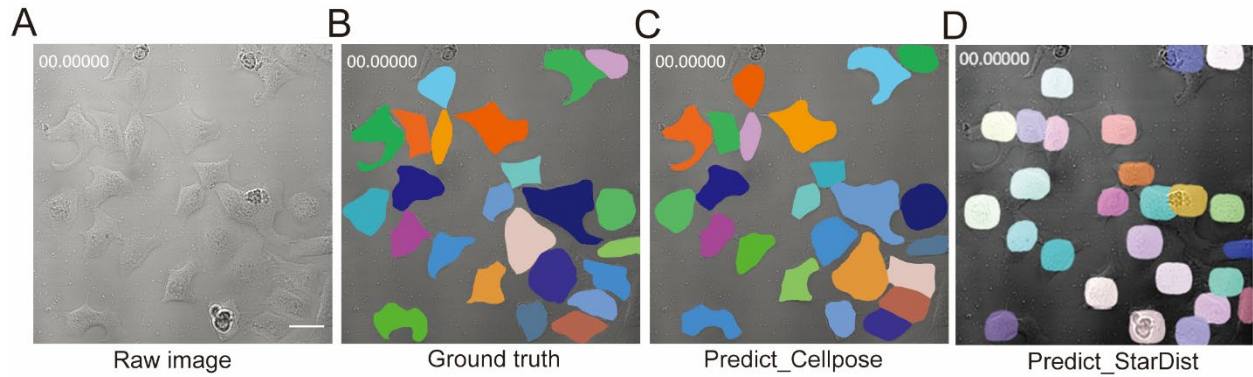 A B C D
00.00000 00.00000 00.00000 00.00000
Raw image Ground truth Predict_Cellpose Predict_StarDist